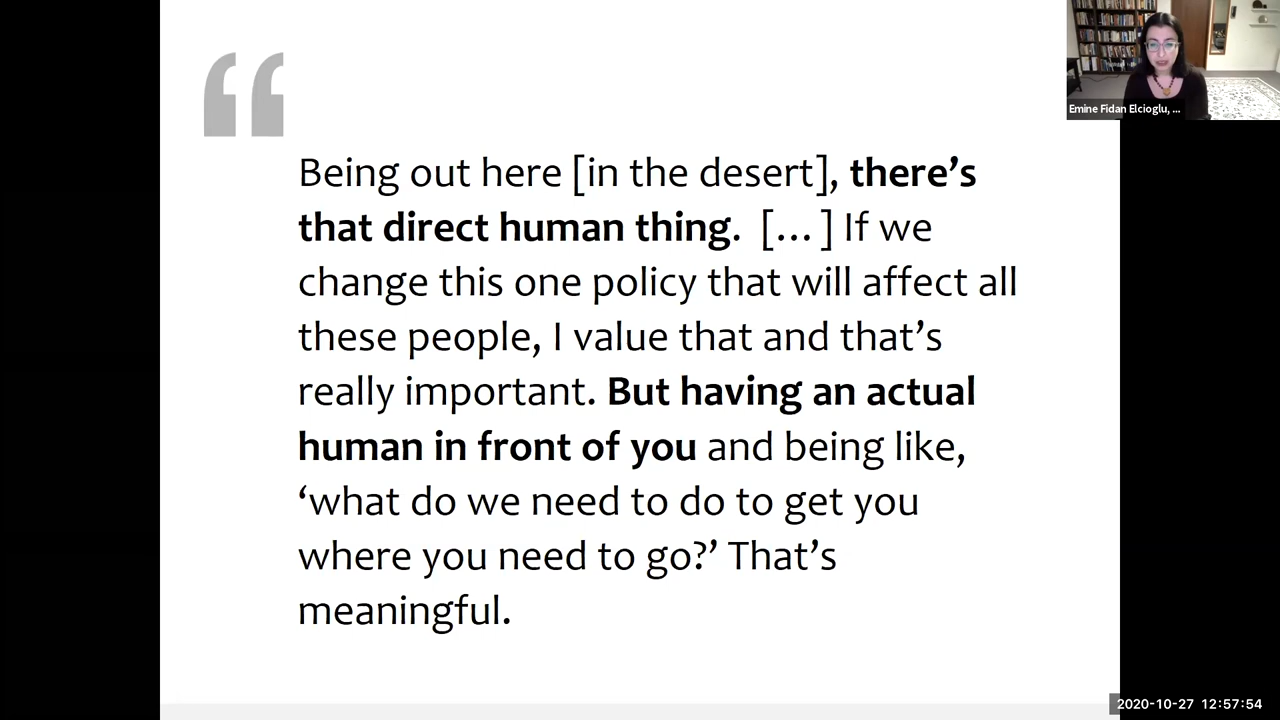 “
Emine Fidan Elcioglu, ...
Being out here [in the desert], there’s
that direct human thing.  [...] If we
change this one policy that will affect all
these people, I value that and that’s
really important. But having an actual
human in front of you and being like,
‘what do we need to do to get you
where you need to go?’ That’s
meaningful.
2020-10-27 12:57:54